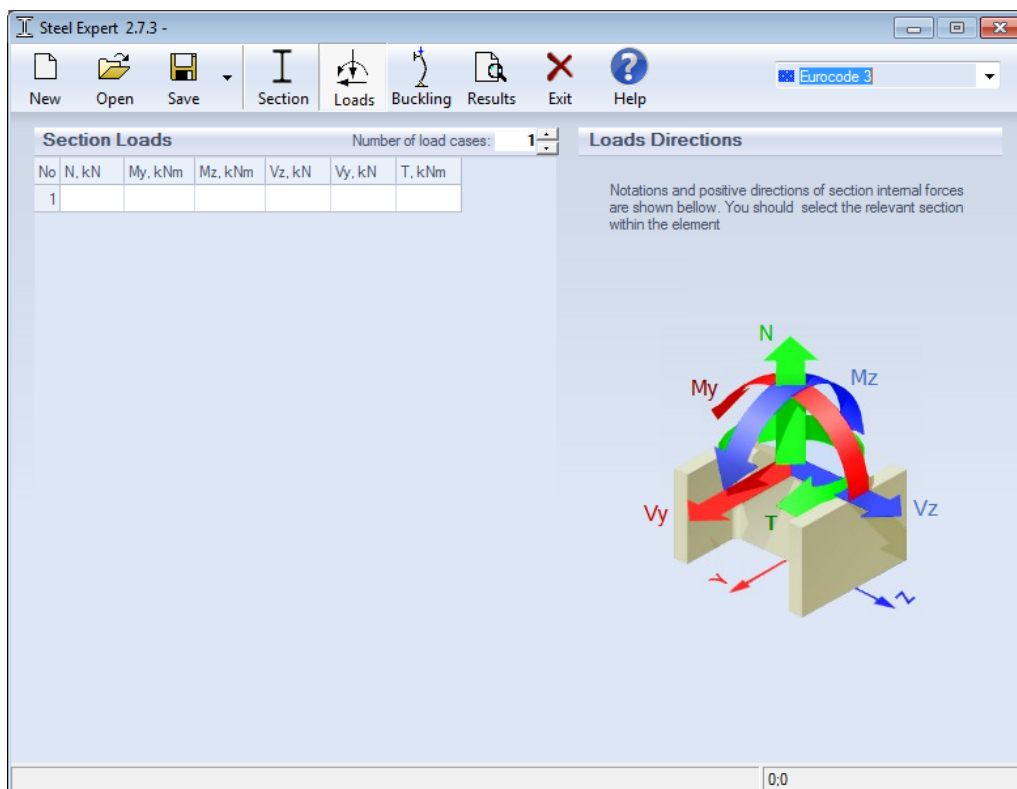 Steel Expert 2.7.3 -
New Open Save Section Loads Buckling Results Exit Help Eurocode 3
Section Loads Number of load cases: 1 Loads Directions
No N, kN My, kNm Mz, kNm Vz, kN Vy, kN T, kNm
1
Notations and positive directions of section internal forces
are shown bellow. You should select the relevant section
within the element
N
My Mz
Vy T Vz
Y Z
0;0